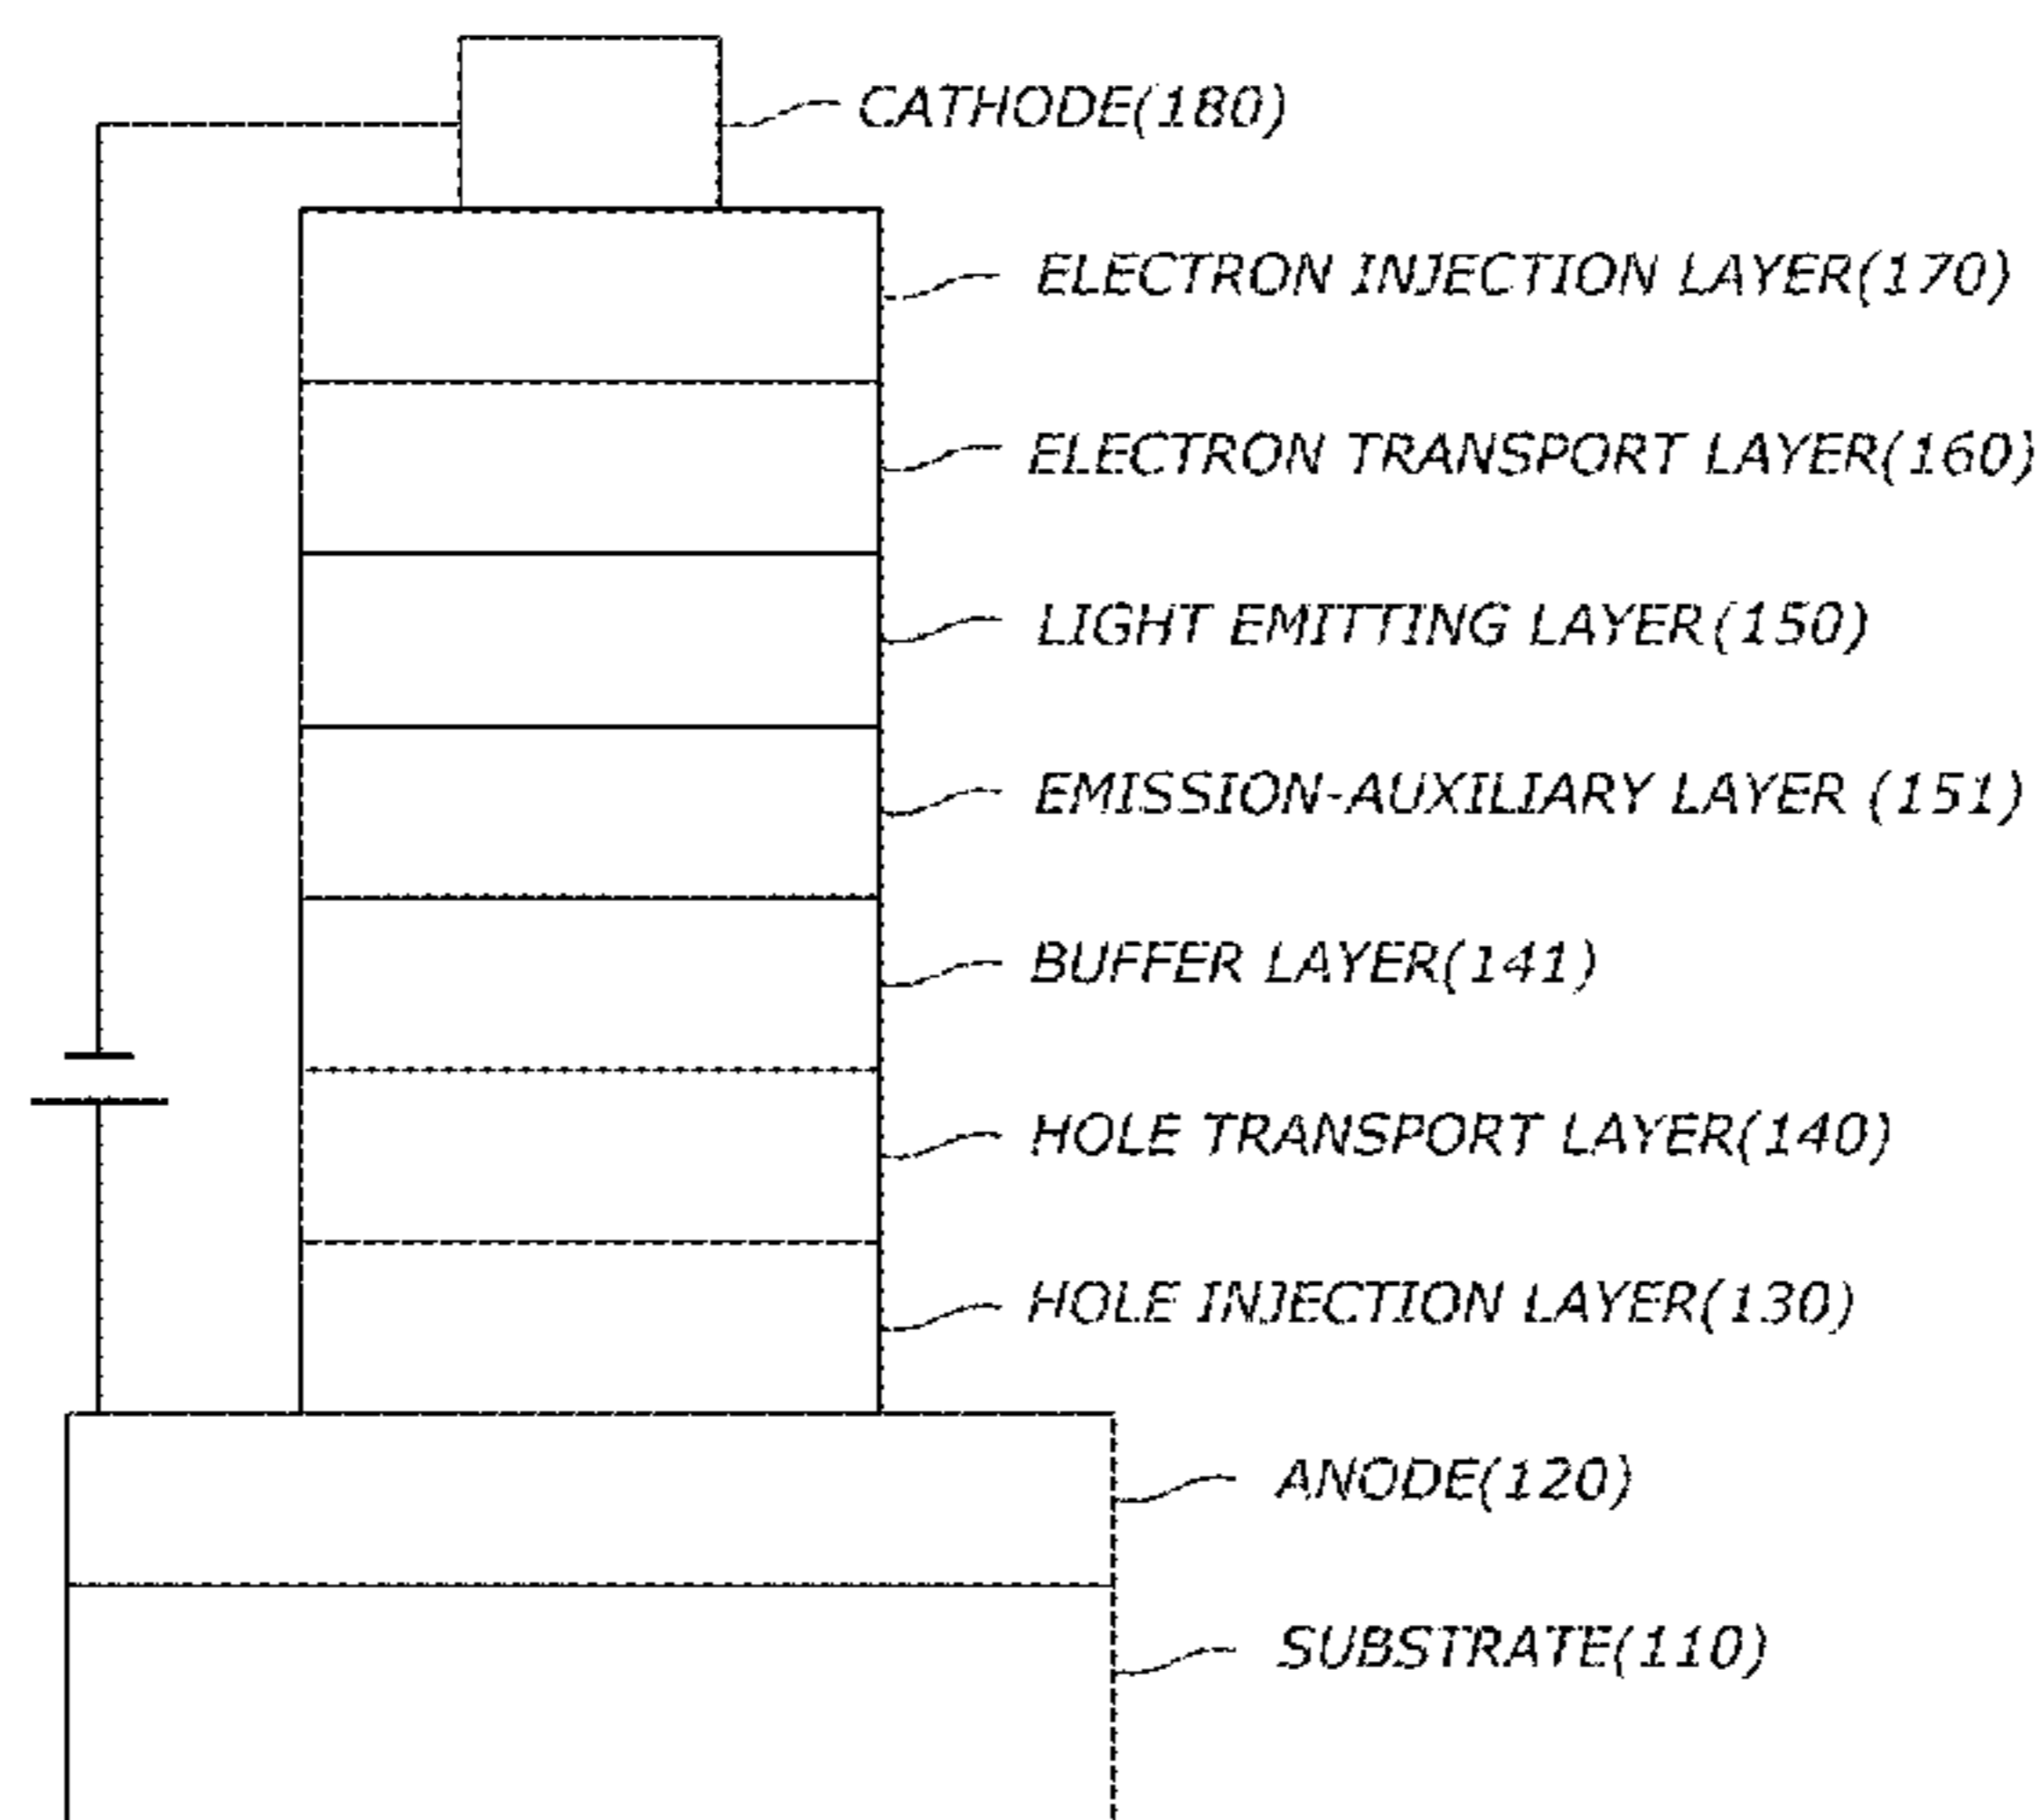 CATHODE(180)
ELECTRON INJECTION LAYER(170)
ELECTRON TRANSPORT LAYER(160)
LIGHT EMITTING LAYER(150)
EMISSION-AUXILIARY LAYER (151)
BUFFER LAYER(141)
HOLE TRANSPORT LAYER(140)
HOLE INJECTION LAYER(130)
ANODE(120)
SUBSTRATE(110)